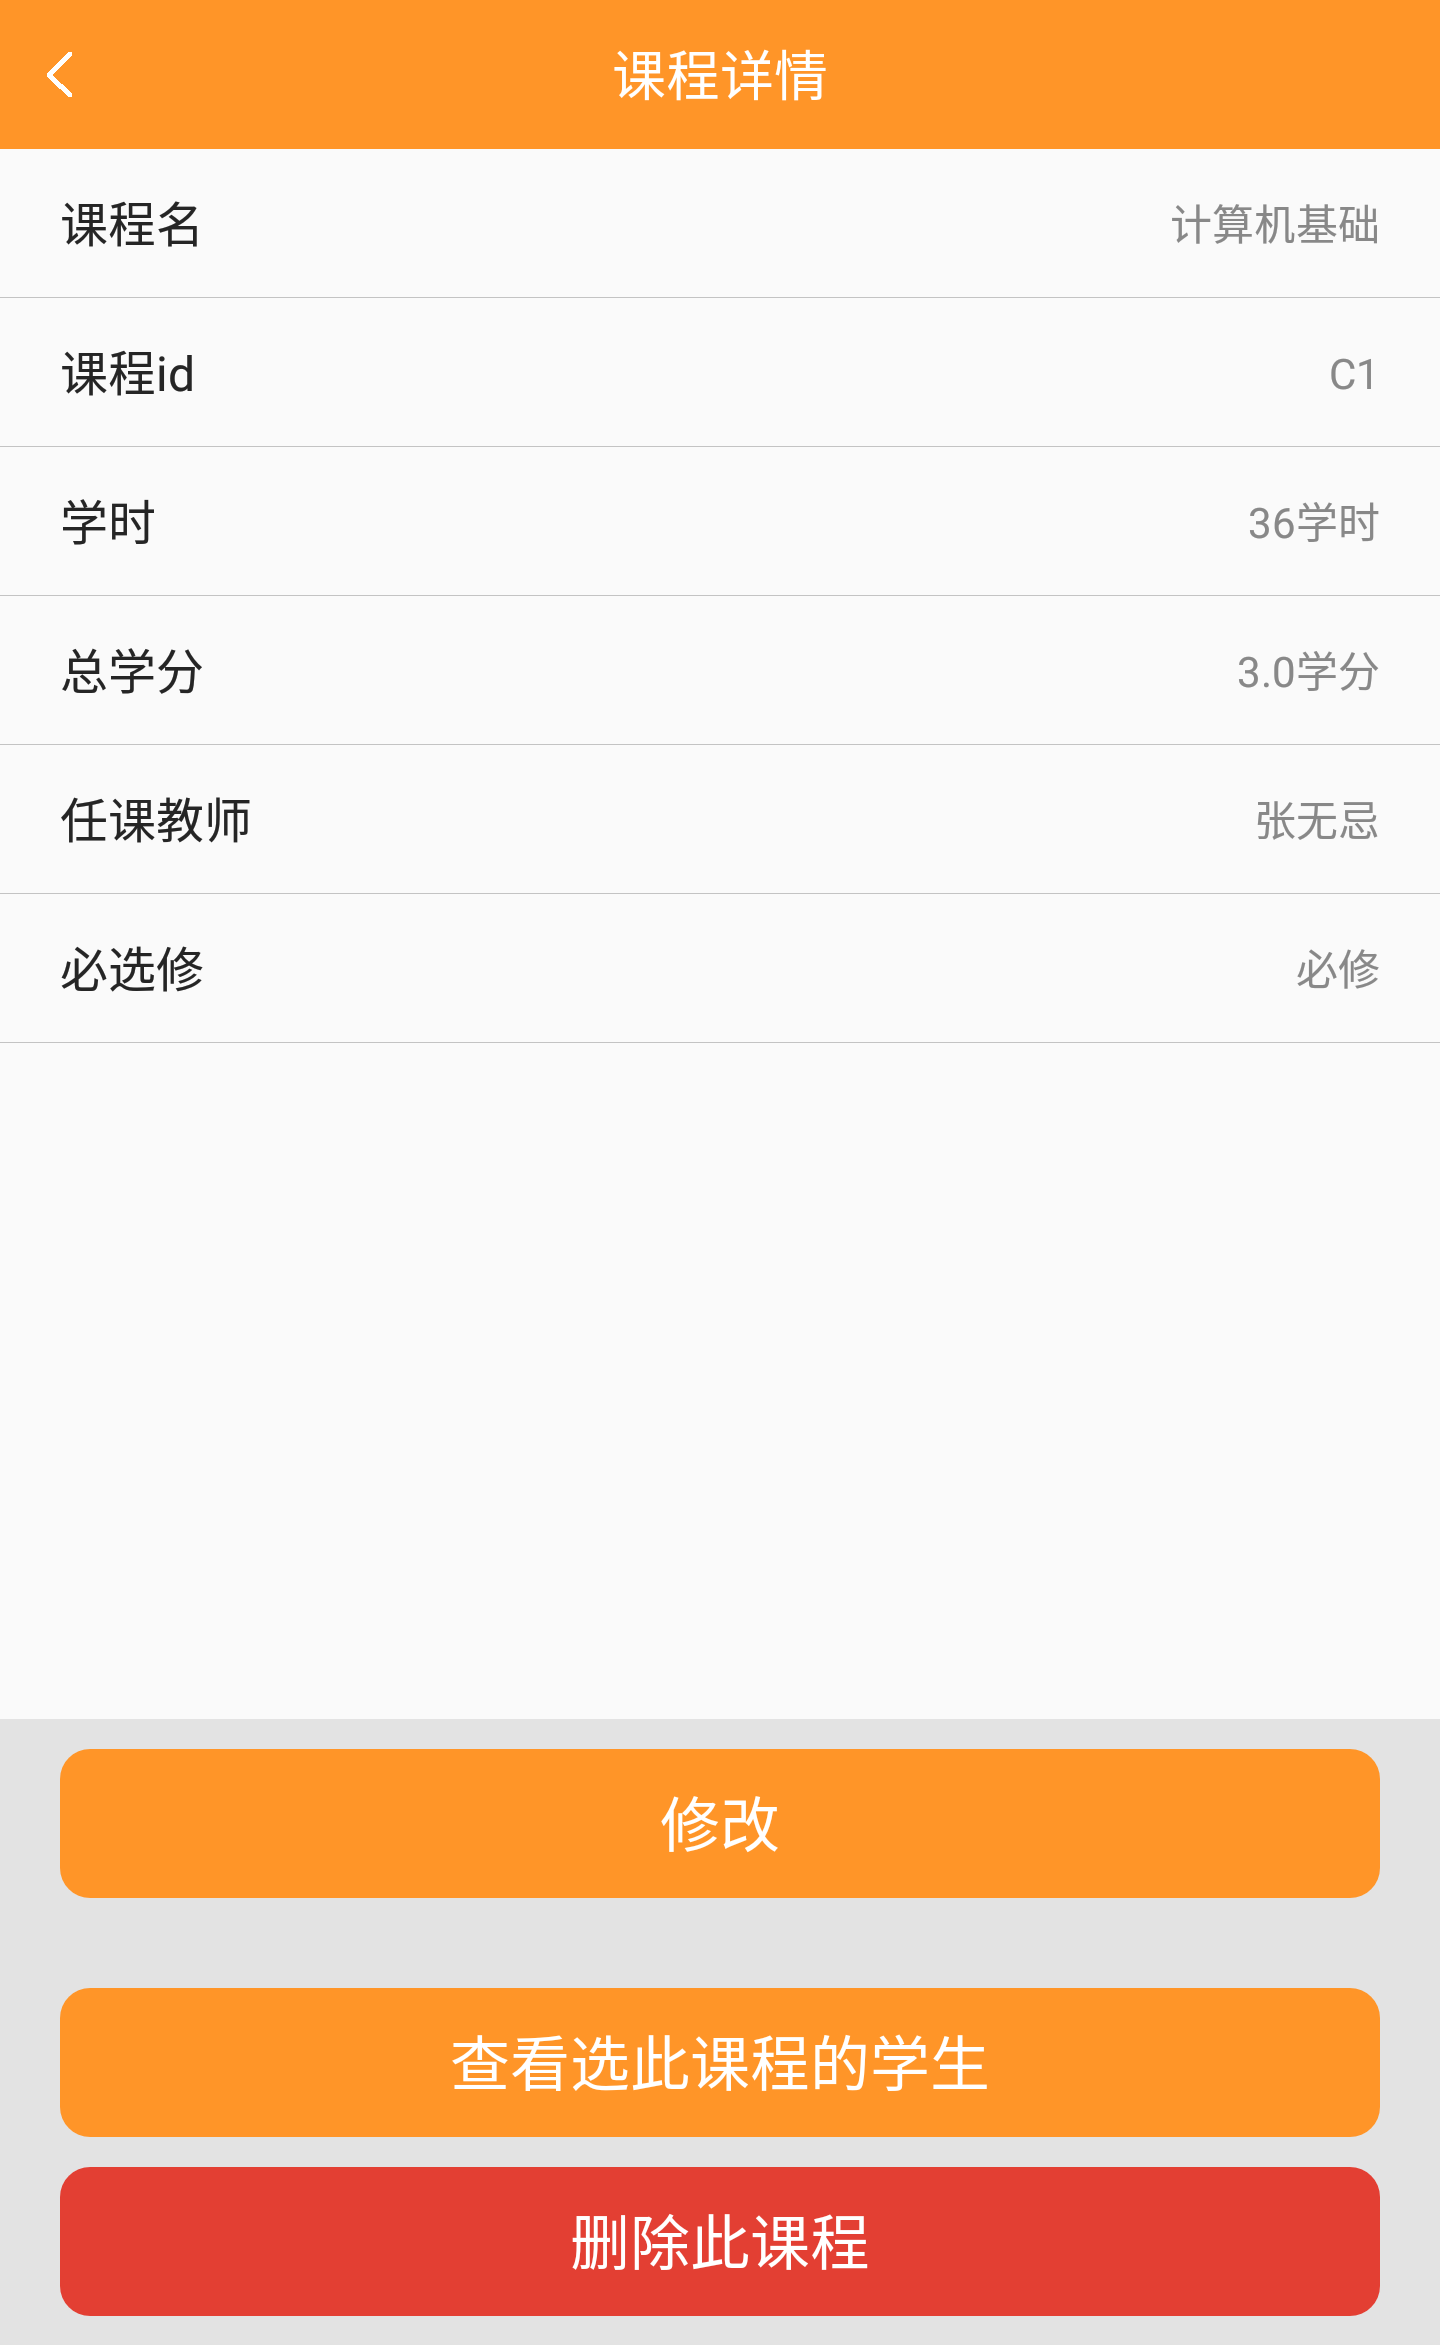 课程详情
课程名 计算机基础
课程id C1
学时 36学时
总学分 3.0学分
任课教师 张无忌
必选修 必修
修改
查看选此课程的学生
删除此课程